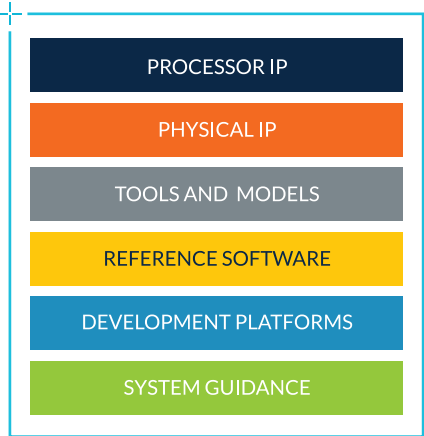 PROCESSOR IP
PHYSICAL IP
TOOLS AND MODELS
REFERENCE SOFTWARE
DEVELOPMENT PLATFORMS
SYSTEM GUIDANCE